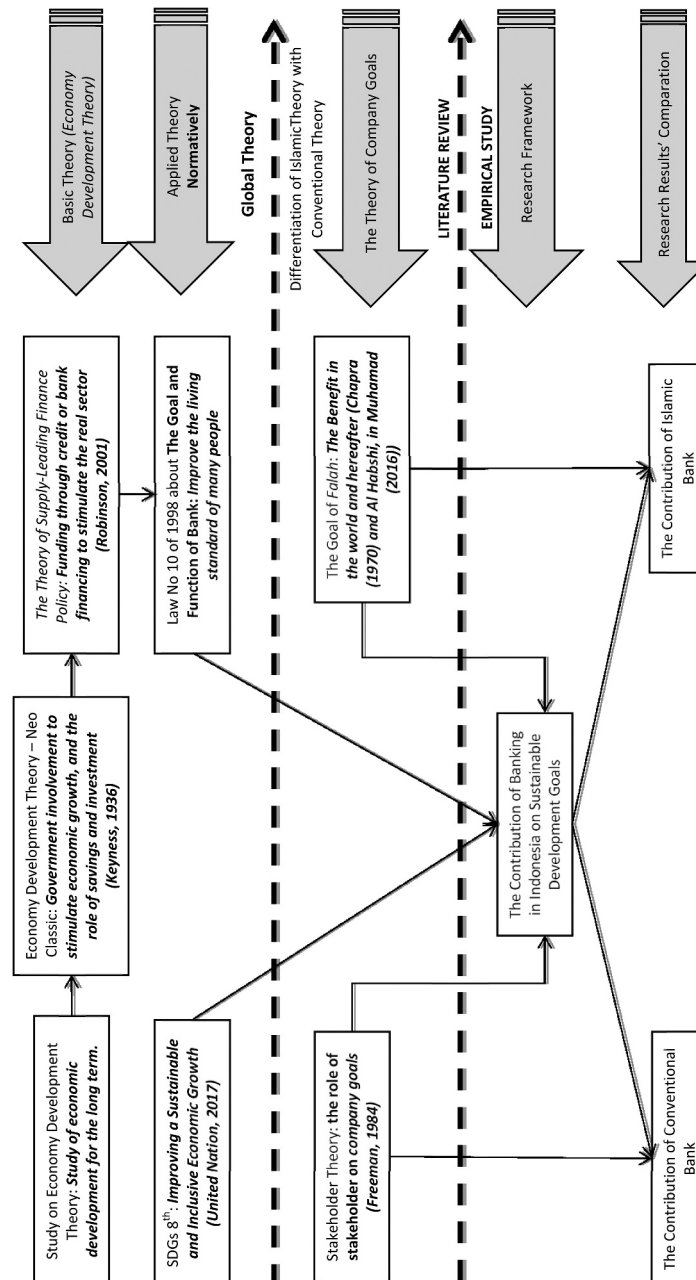 Study on Economy Development
Theory: Study of economic
development for the long term.
Economy Development Theory – Neo
Classic: Government involvement to
stimulate economic growth, and the
role of savings and investment
(Keyness, 1936)
The Theory of Supply-Leading Finance
Policy: Funding through credit or bank
financing to stimulate the real sector
(Robinson, 2001)
Basic Theory (Economy
Development Theory)
SDGs 8th: Improving a Sustainable
and Inclusive Economic Growth
(United Nation, 2017)
Law No 10 of 1998 about The Goal and
Function of Bank: Improve the living
standard of many people
Applied Theory
Normatively
Global Theory
Differentiation of IslamicTheory with
Conventional Theory
Stakeholder Theory: the role of
stakeholder on company goals
(Freeman, 1984)
The Goal of Falah: The Benefit in
the world and hereafter (Chapra
(1970) and Al Habshi, in Muhamad
(2016))
The Theory of Company Goals
LITERATURE REVIEW
EMPIRICAL STUDY
The Contribution of Banking
in Indonesia on Sustainable
Development Goals
Research Framework
The Contribution of Conventional
Bank
The Contribution of Islamic
Bank
Research Results' Comparation